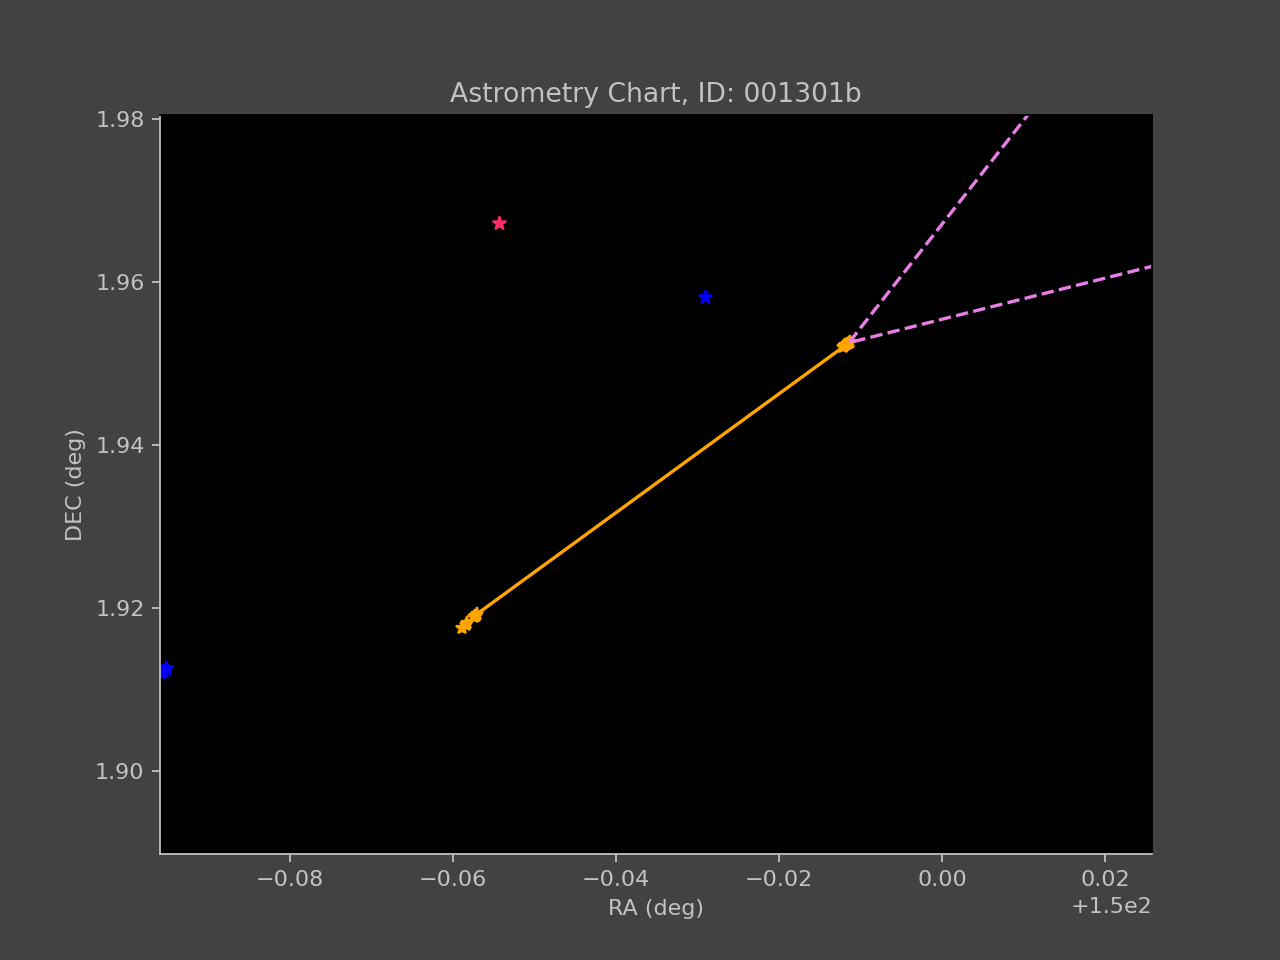 Astrometry Chart, ID: 001301b
1.98
1.96
1.94
1.92
1.90
DEC (deg)
−0.08 −0.06 −0.04 −0.02 0.00 0.02
RA (deg)
+1.5e2